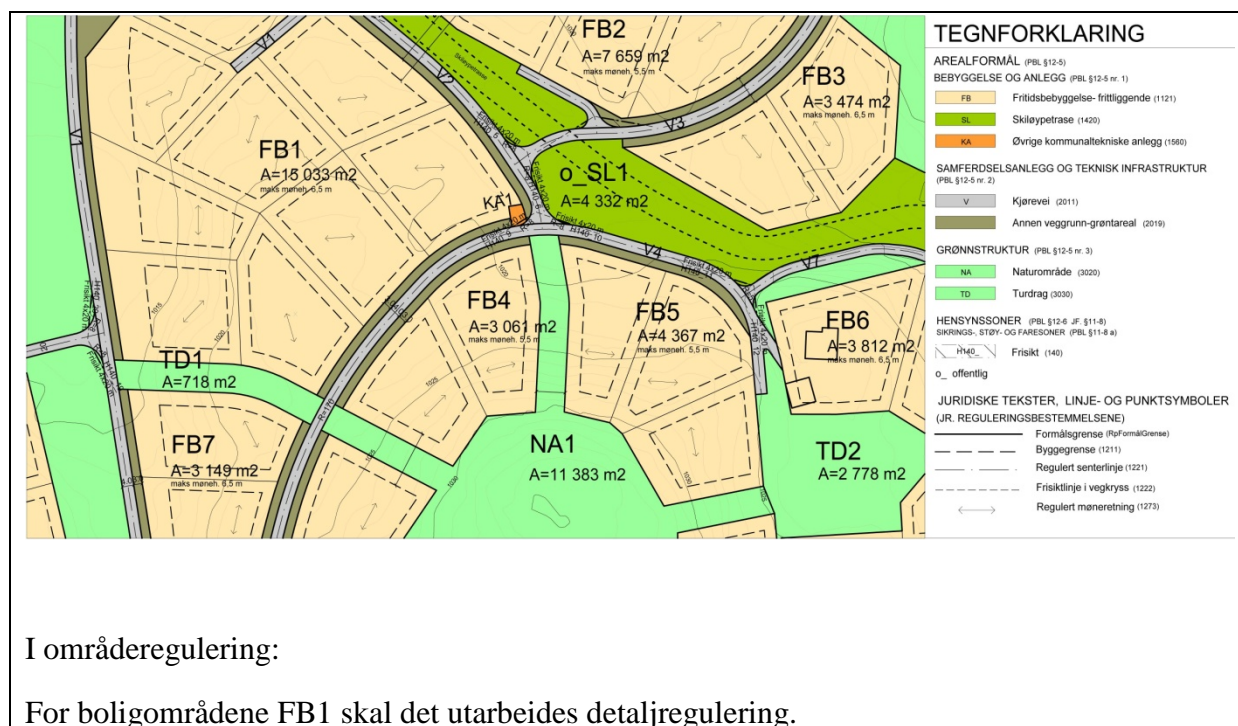 V1
V2
Skiløypetrase
FB2
A=7 659 m2
maks møneh. 5,5 m
FB3
A=3 474 m2
maks møneh. 6,5 m
V3
FB1
A=15 033 m2
maks møneh. 6,5 m
o_SL1
A=4 332 m2
KA1
V4
V7
FB4
A=3 061 m2
maks møneh. 5,5 m
FB5
A=4 367 m2
maks møneh. 5,5 m
FB6
A=3 812 m2
maks møneh. 6,5 m
TD1
A=718 m2
R=170
FB7
A=3 149 m2
maks møneh. 6,5 m
NA1
A=11 383 m2
TD2
A=2 778 m2
TEGNFORKLARING
AREALFORMÅL (PBL §12-5)
BEBYGGELSE OG ANLEGG (PBL §12-5 nr. 1)
FB Fritidsbebyggelse- frittliggende (1121)
SL Skiløypetrase (1420)
KA Øvrige kommunaltekniske anlegg (1560)
SAMFERDSELSANLEGG OG TEKNISK INFRASTRUKTUR
(PBL §12-5 nr. 2)
V Kjørevei (2011)
Annen veggrunn-grøntareal (2019)
GRØNNSTRUKTUR (PBL §12-5 nr. 3)
NA Naturområde (3020)
TD Turdrag (3030)
HENSYNSSONER (PBL §12-6 JF. §11-8)
SIKRINGS-, STØY- OG FARESONER (PBL §11-8 a)
H140_ Frisikt (140)
o_ offentlig
JURIDISKE TEKSTER, LINJE- OG PUNKTSYMBOLER
(JR. REGULERINGSBESTEMMELSENE)
Formålsgrense (RpFormålGrense)
Byggegrense (1211)
Regulert senterlinje (1221)
Frisiktlinje i vegkryss (1222)
Regulert møneretning (1273)
I områderegulering:
For boligområdene FB1 skal det utarbeides detaljregulering.